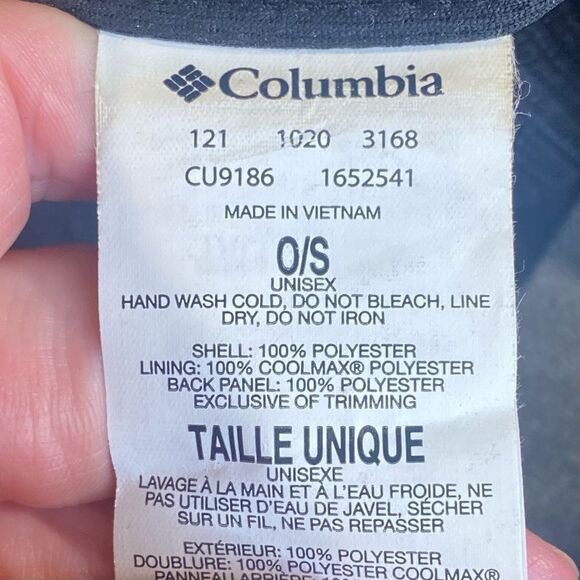 Columbia
121 1020 3168
CU9186 1652541
MADE IN VIETNAM
O/S
UNISEX
HAND WASH COLD, DO NOT BLEACH, LINE
DRY, DO NOT IRON
SHELL: 100% POLYESTER
LINING: 100% COOLMAX® POLYESTER
BACK PANEL: 100% POLYESTER
EXCLUSIVE OF TRIMMING
TAILLE UNIQUE
UNISEXE
LAVAGE À LA MAIN ET À L'EAU FROIDE, NE
PAS UTILISER D'EAU DE JAVEL, SÉCHER
SUR UN FIL, NE PAS REPASSER
EXTÉRIEUR: 100% POLYESTER
DOUBLURE: 100% POLYESTER COOLMAX®
PANNEAU ARRIÈRE: